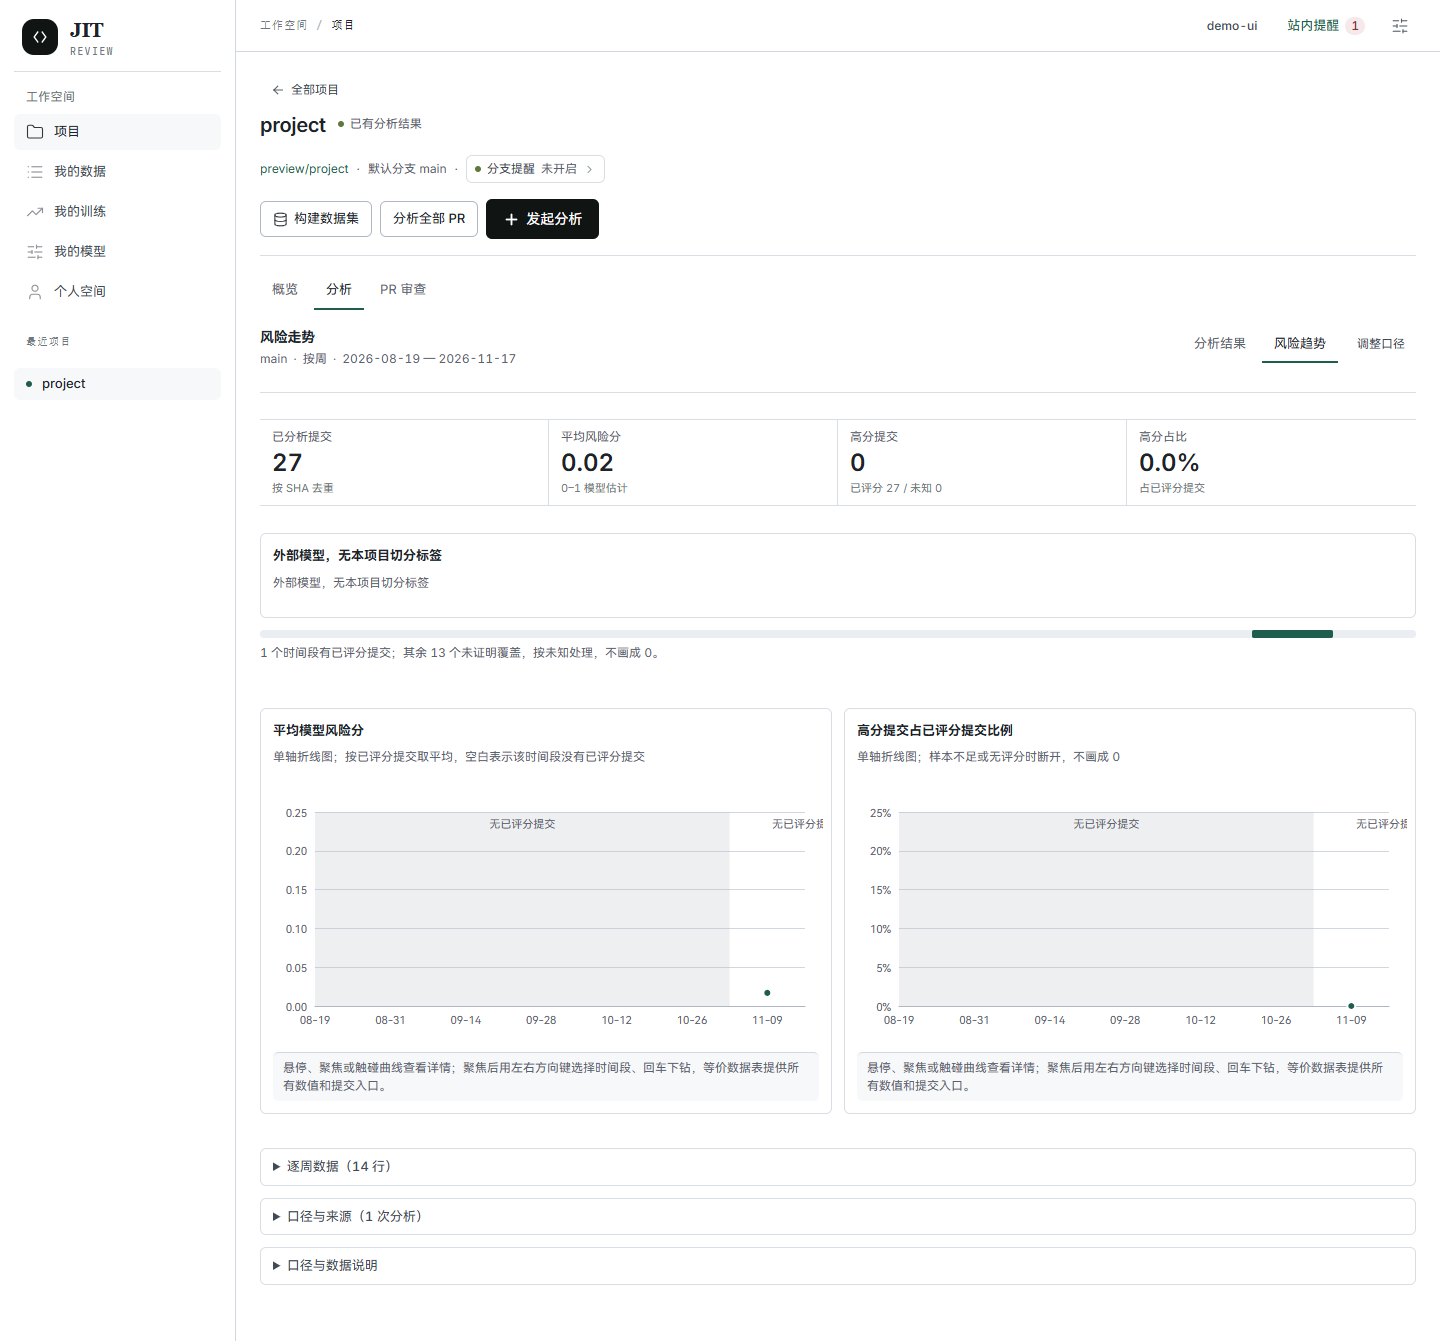 JIT
REVIEW
工作空间
项目
我的数据
我的训练
我的模型
个人空间
最近项目
project
工作空间 / 项目
demo-ui
站内提醒 1
全部项目
project
已有分析结果
preview/project · 默认分支 main ·
分支提醒 未开启
构建数据集
分析全部 PR
发起分析
概览
分析
PR 审查
风险走势
main · 按周 · 2026-08-19 — 2026-11-17
分析结果
风险趋势
调整口径
已分析提交
27
按 SHA 去重
平均风险分
0.02
0–1 模型估计
高分提交
0
已评分 27 / 未知 0
高分占比
0.0%
占已评分提交
外部模型，无本项目切分标签
外部模型，无本项目切分标签
1 个时间段有已评分提交；其余 13 个未证明覆盖，按未知处理，不画成 0。
平均模型风险分
单轴折线图；按已评分提交取平均，空白表示该时间段没有已评分提交
0.25
0.20
0.15
0.10
0.05
0.00
无已评分提交
无已评分提
08-19
08-31
09-14
09-28
10-12
10-26
11-09
悬停、聚焦或触碰曲线查看详情；聚焦后用左右方向键选择时间段、回车下钻，等价数据表提供所
有数值和提交入口。
高分提交占已评分提交比例
单轴折线图；样本不足或无评分时断开，不画成 0
25%
20%
15%
10%
5%
0%
无已评分提交
无已评分提
08-19
08-31
09-14
09-28
10-12
10-26
11-09
悬停、聚焦或触碰曲线查看详情；聚焦后用左右方向键选择时间段、回车下钻，等价数据表提供所
有数值和提交入口。
逐周数据（14 行）
口径与来源（1 次分析）
口径与数据说明